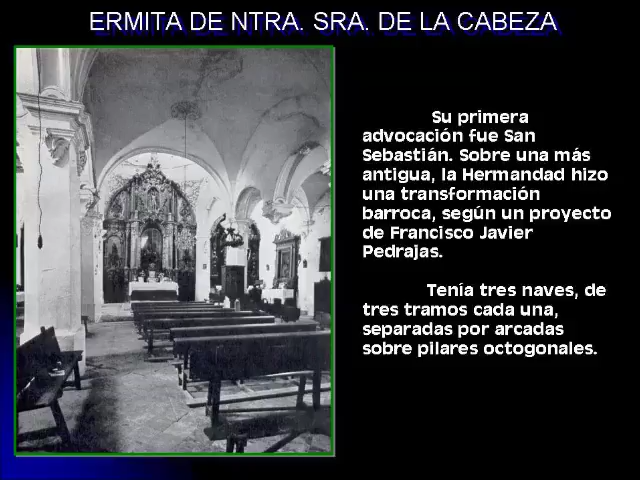 ERMITA DE NTRA. SRA. DE LA CABEZA
Su primera
advocación fue San
Sebastián. Sobre una más
antigua, la Hermandad hizo
una transformación
barroca, según un proyecto
de Francisco Javier
Pedrajas.
Tenía tres naves, de
tres tramos cada una,
separadas por arcadas
sobre pilares octogonales.